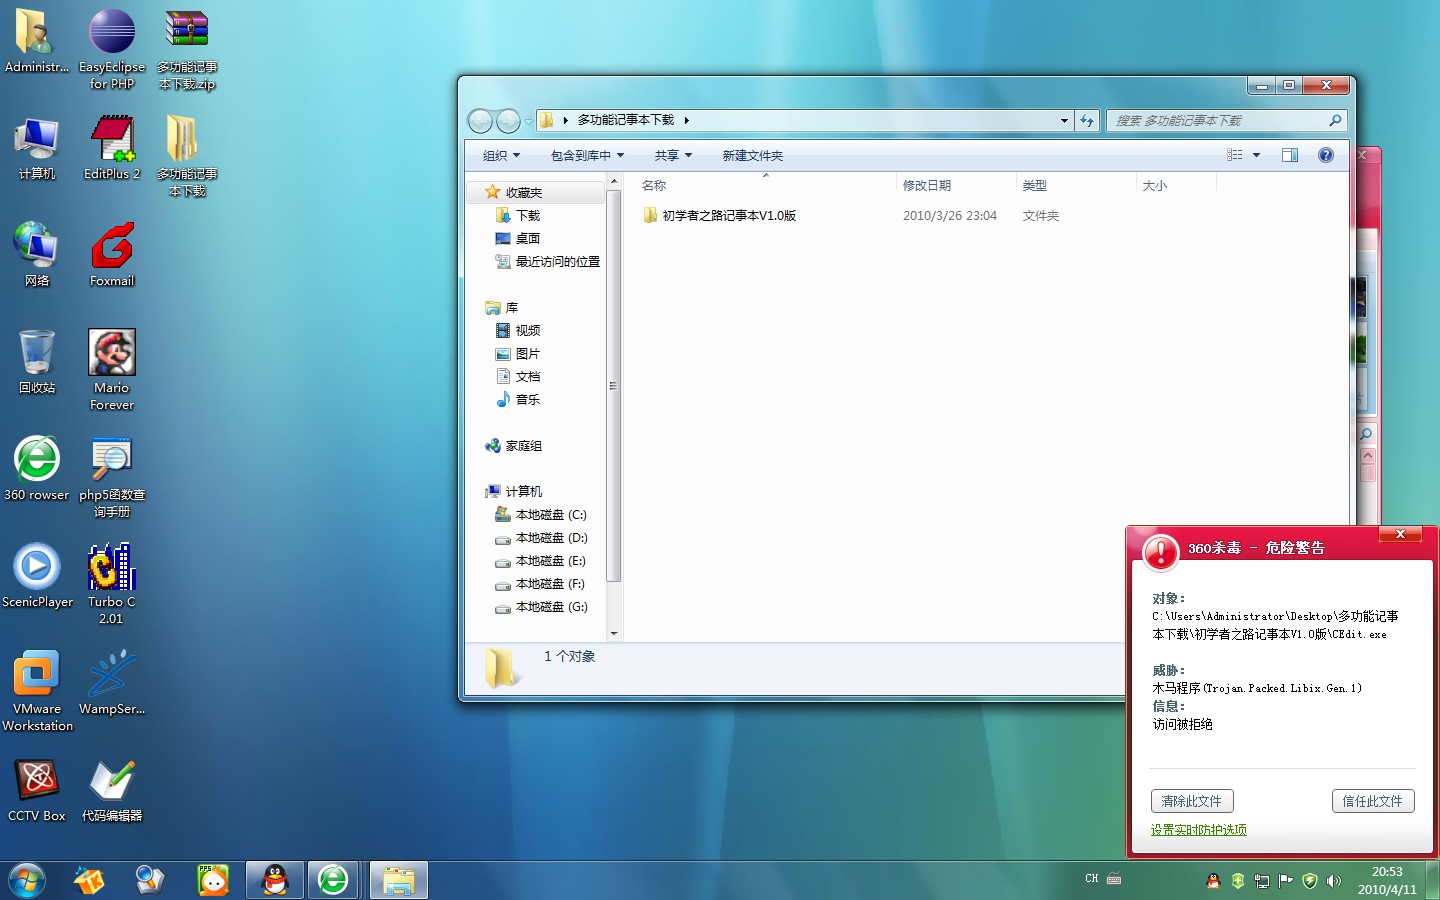 Administr...
EasyEclipse
for PHP
多功能记事
本下载.zip
计算机
EditPlus 2
多功能记事
本下载
网络
Foxmail
回收站
Mario
Forever
360 rowser
php5函数查
询手册
ScenicPlayer
Turbo C
2.01
VMware
Workstation
WampSer...
CCTV Box
代码编辑器
多功能记事本下载
搜索 多功能记事本下载
组织
包含到库中
共享
新建文件夹
收藏夹
下载
桌面
最近访问的位置
库
视频
图片
文档
音乐
家庭组
计算机
本地磁盘 (C:)
本地磁盘 (D:)
本地磁盘 (E:)
本地磁盘 (F:)
本地磁盘 (G:)
名称
修改日期
类型
大小
初学者之路记事本V1.0版
2010/3/26 23:04
文件夹
1 个对象
360杀毒 - 危险警告
对象:
C:\Users\Administrator\Desktop\多功能记事
本下载\初学者之路记事本V1.0版\CEdit.exe
威胁:
木马程序(Trojan.Packed.Libix.Gen.1)
信息:
访问被拒绝
清除此文件
信任此文件
设置实时防护选项
PPS
CH
20:53
2010/4/11